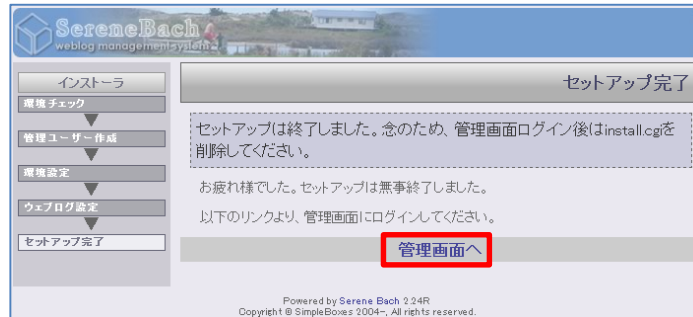 SereneBach
weblog management system
インストーラ
環境チェック
管理ユーザー作成
環境設定
ウェブログ設定
セットアップ完了
セットアップ完了
セットアップは終了しました。念のため、管理画面ログイン後はinstall.cgiを
削除してください。
お疲れ様でした。セットアップは無事終了しました。
以下のリンクより、管理画面にログインしてください。
管理画面へ
Powered by Serene Bach 2.24R
Copyright © SimpleBoxes 2004-, All rights reserved.